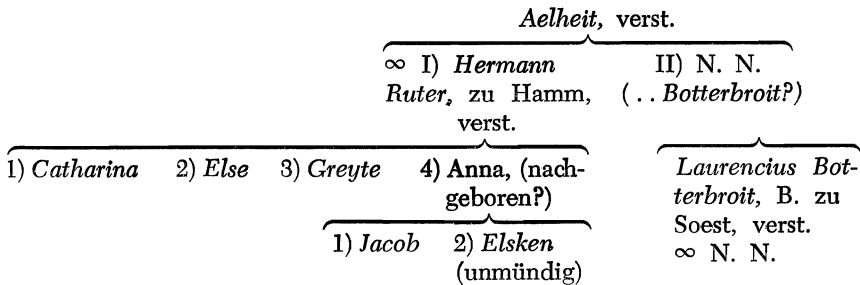 Aelheit, verst.
∞ I) Hermann II) N. N.
Ruter, zu Hamm, ( . . Botterbroit?)
verst.
1) Catharina 2) Else 3) Greyte 4) Anna, (nach-
geboren?)
Laurencius Bot-
terbroit, B. zu
Soest, verst.
∞ N. N.
1) Jacob 2) Elsken
(unmündig)